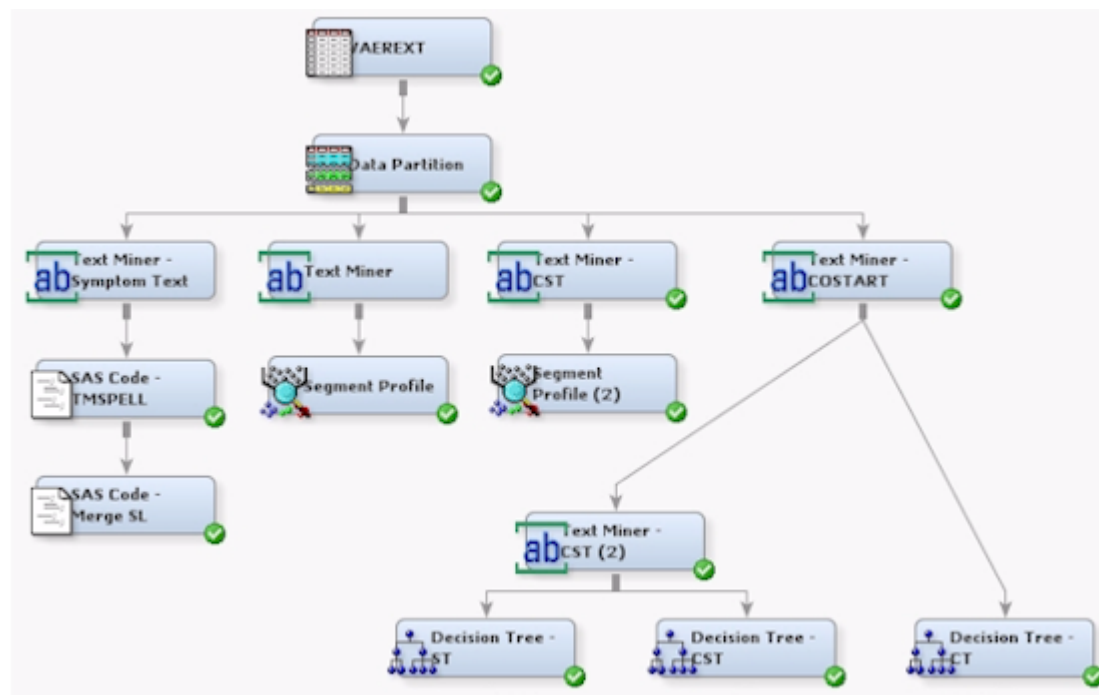 VAEREXT
Data Partition
Text Miner -
Symptom Text
Text Miner
Text Miner -
CST
Text Miner -
COSTART
SAS Code -
TMSPELL
Segment Profile
Segment
Profile (2)
SAS Code -
Merge SL
Text Miner -
CST (2)
Decision Tree -
ST
Decision Tree -
CST
Decision Tree -
CT